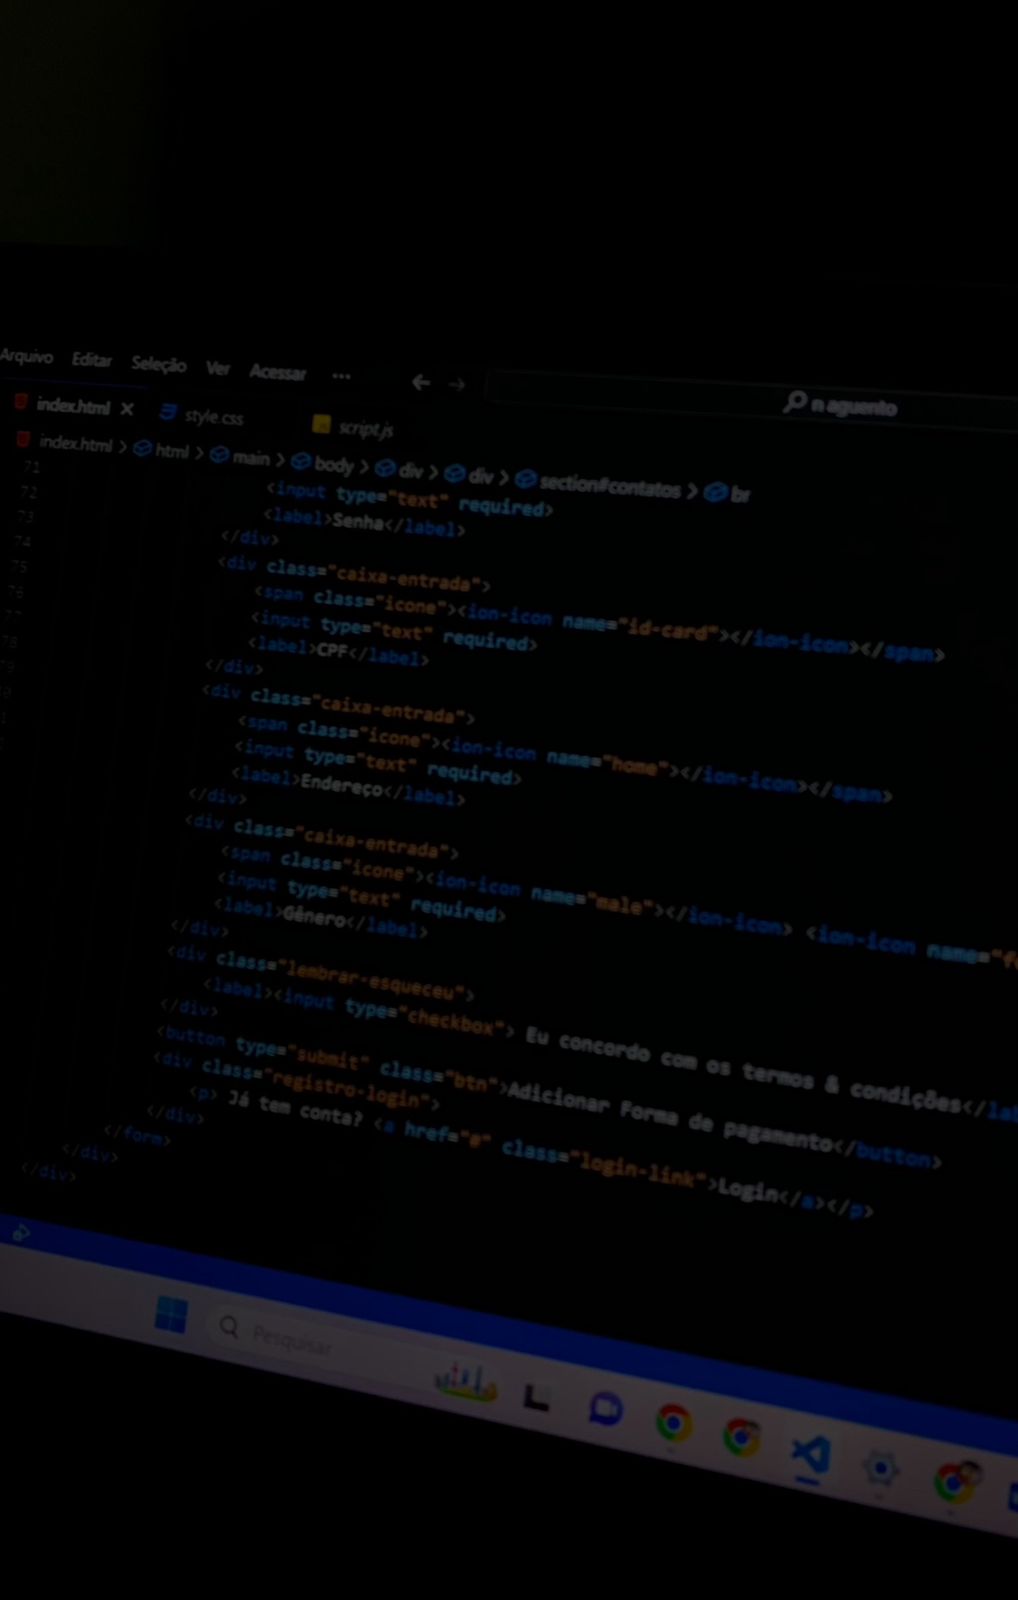 Arquivo Editar Seleção Ver Acessar ... n aguento
index.html style.css script.js
index.html > html > main > body > div > div > section#contatos > br
71
72
73
74
75
76
77
78
79
<input type="text" required>
<label>Senha</label>
</div>
<div class="caixa-entrada">
<span class="icone"><ion-icon name="id-card"></ion-icon></span>
<input type="text" required>
<label>CPF</label>
</div>
<div class="caixa-entrada">
<span class="icone"><ion-icon name="home"></ion-icon></span>
<input type="text" required>
<label>Endereço</label>
</div>
<div class="caixa-entrada">
<span class="icone"><ion-icon name="male"></ion-icon> <ion-icon name="fe
<input type="text" required>
<label>Gênero</label>
</div>
<div class="lembrar-esqueceu">
<label><input type="checkbox"> Eu concordo com os termos & condições</la
</div>
<button type="submit" class="btn">Adicionar Forma de pagamento</button>
<div class="registro-login">
<p> Já tem conta? <a href="#" class="login-link">Login</a></p>
</div>
</form>
</div>
</div>
Pesquisar